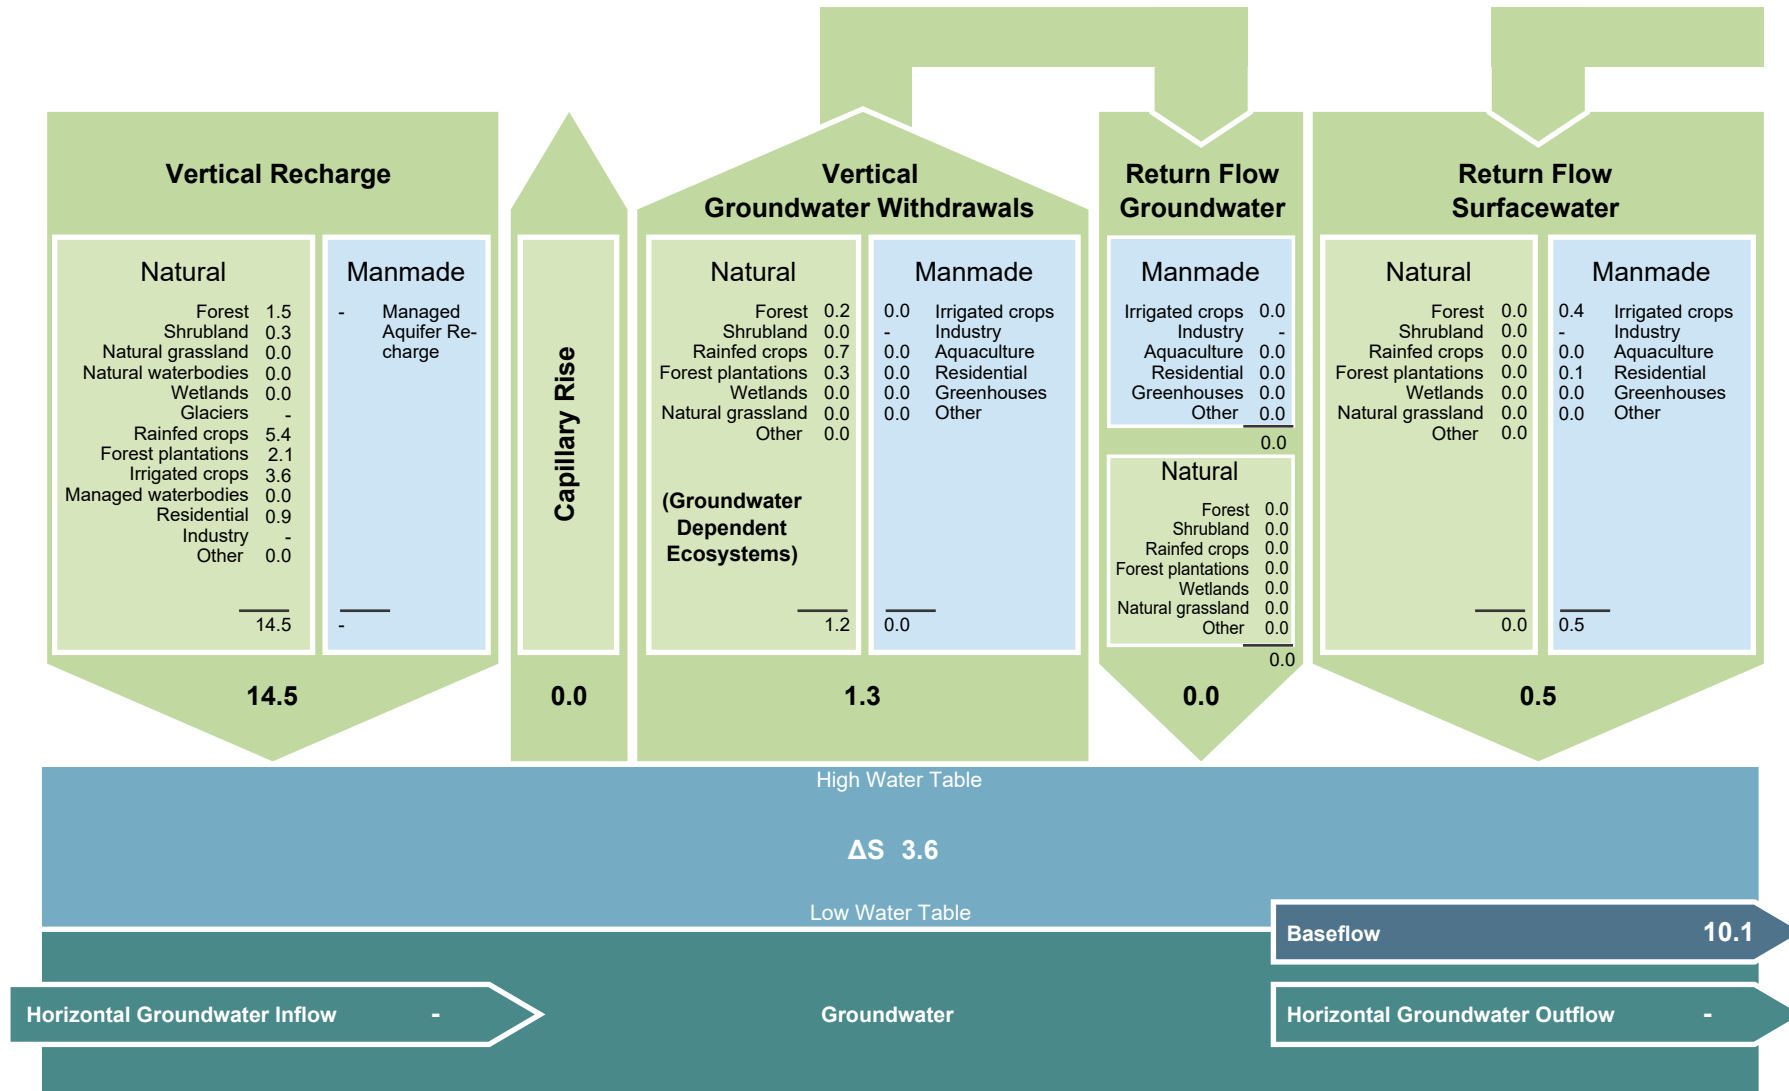 Vertical Recharge
Natural
Forest 1.5
Shrubland 0.3
Natural grassland 0.0
Natural waterbodies 0.0
Wetlands 0.0
Glaciers -
Rainfed crops 5.4
Forest plantations 2.1
Irrigated crops 3.6
Managed waterbodies 0.0
Residential 0.9
Industry -
Other 0.0
14.5
Manmade
- Managed
Aquifer Re-
charge
-
14.5
Capillary Rise
0.0
Vertical
Groundwater Withdrawals
Natural
Forest 0.2
Shrubland 0.0
Rainfed crops 0.7
Forest plantations 0.3
Wetlands 0.0
Natural grassland 0.0
Other 0.0
(Groundwater
Dependent
Ecosystems)
1.2
Manmade
0.0 Irrigated crops
- Industry
0.0 Aquaculture
0.0 Residential
0.0 Greenhouses
0.0 Other
0.0
1.3
Return Flow
Groundwater
Manmade
Irrigated crops 0.0
Industry -
Aquaculture 0.0
Residential 0.0
Greenhouses 0.0
Other 0.0
0.0
Natural
Forest 0.0
Shrubland 0.0
Rainfed crops 0.0
Forest plantations 0.0
Wetlands 0.0
Natural grassland 0.0
Other 0.0
0.0
0.0
Return Flow
Surfacewater
Natural
Forest 0.0
Shrubland 0.0
Rainfed crops 0.0
Forest plantations 0.0
Wetlands 0.0
Natural grassland 0.0
Other 0.0
0.0
Manmade
0.4 Irrigated crops
- Industry
0.0 Aquaculture
0.1 Residential
0.0 Greenhouses
0.0 Other
0.5
0.5
High Water Table
ΔS 3.6
Low Water Table
Baseflow 10.1
Horizontal Groundwater Inflow -
Groundwater
Horizontal Groundwater Outflow -